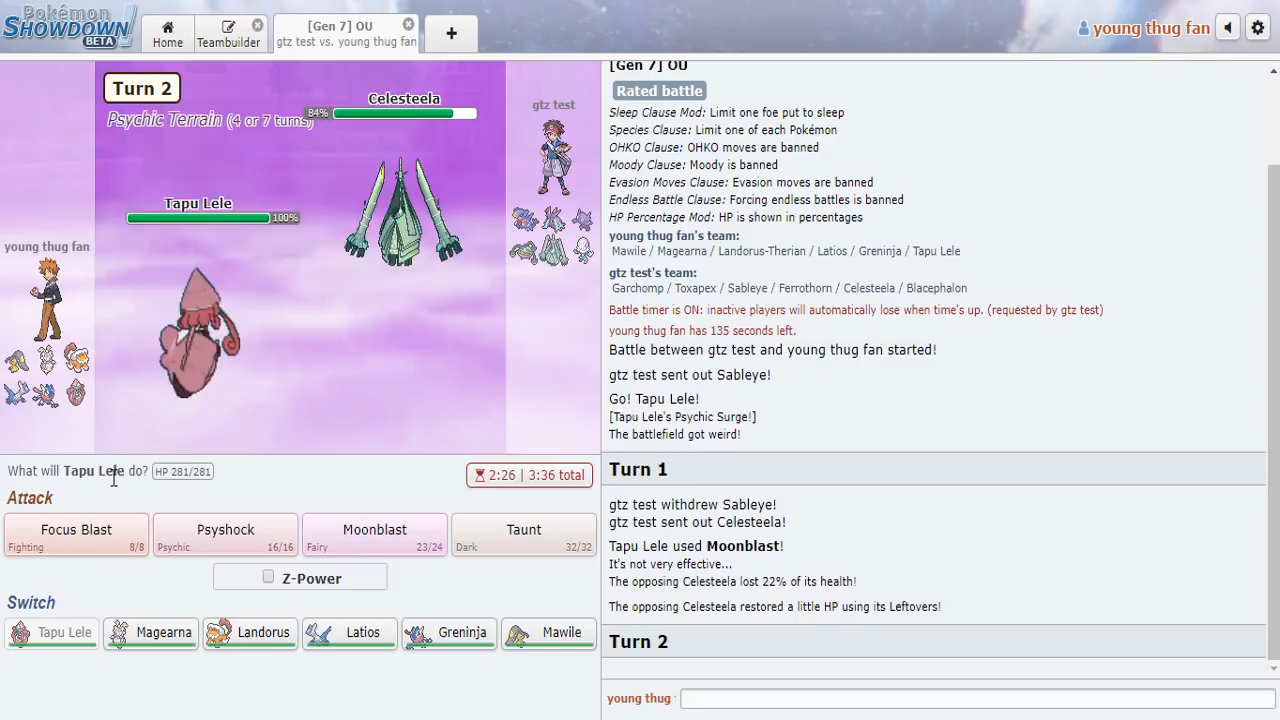 Pokémon
SHOWDOWN
BETA
Home
Teambuilder
[Gen 7] OU
gtz test vs. young thug fan
+
young thug fan
Turn 2
Psychic Terrain (4 or 7 turns)
Celesteela
84%
Tapu Lele
100%
gtz test
young thug fan
What will Tapu Lele do? HP 281/281
2:26 | 3:36 total
Attack
Focus Blast
Fighting 8/8
Psyshock
Psychic 16/16
Moonblast
Fairy 23/24
Taunt
Dark 32/32
Z-Power
Switch
Tapu Lele
Magearna
Landorus
Latios
Greninja
Mawile
[Gen 7] OU
Rated battle
Sleep Clause Mod: Limit one foe put to sleep
Species Clause: Limit one of each Pokémon
OHKO Clause: OHKO moves are banned
Moody Clause: Moody is banned
Evasion Moves Clause: Evasion moves are banned
Endless Battle Clause: Forcing endless battles is banned
HP Percentage Mod: HP is shown in percentages
young thug fan's team:
Mawile / Magearna / Landorus-Therian / Latios / Greninja / Tapu Lele
gtz test's team:
Garchomp / Toxapex / Sableye / Ferrothorn / Celesteela / Blacephalon
Battle timer is ON: inactive players will automatically lose when time's up. (requested by gtz test)
young thug fan has 135 seconds left.
Battle between gtz test and young thug fan started!
gtz test sent out Sableye!
Go! Tapu Lele!
[Tapu Lele's Psychic Surge!]
The battlefield got weird!
Turn 1
gtz test withdrew Sableye!
gtz test sent out Celesteela!
Tapu Lele used Moonblast!
It's not very effective...
The opposing Celesteela lost 22% of its health!
The opposing Celesteela restored a little HP using its Leftovers!
Turn 2
young thug